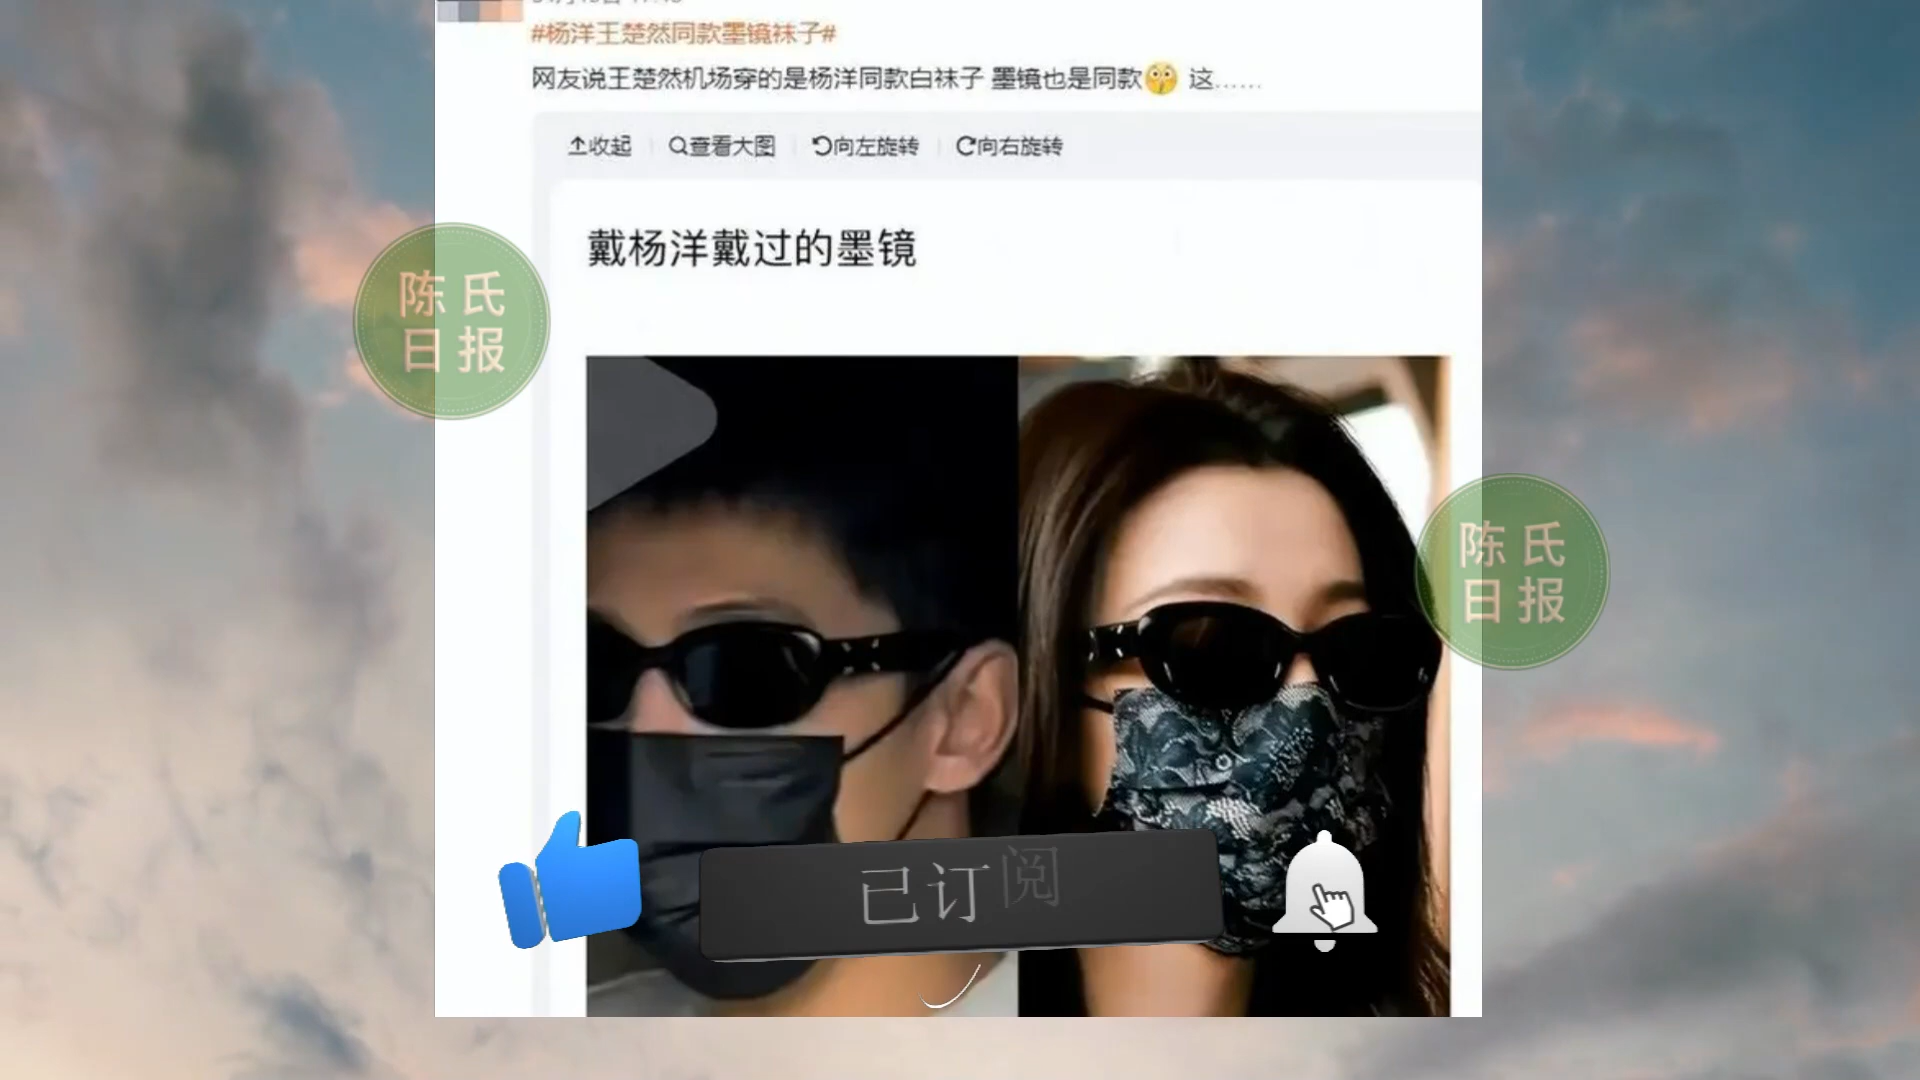 #杨洋王楚然同款墨镜袜子#
网友说王楚然机场穿的是杨洋同款白袜子 墨镜也是同款 这……
收起 查看大图 向左旋转 向右旋转
戴杨洋戴过的墨镜
陈氏
日报
陈氏
日报
已订阅